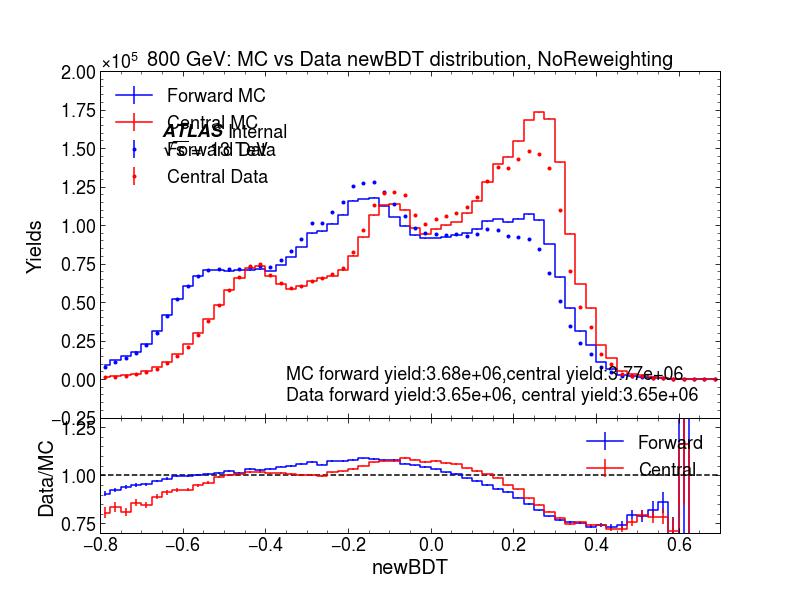 ×10⁵ 800 GeV: MC vs Data newBDT distribution, NoReweighting
2.00
1.75
1.50
1.25
1.00
0.75
0.50
0.25
0.00
−0.25
Yields
Forward MC
Central MC
ATLAS Internal
Forward Data
√s = 13 TeV
Central Data
MC forward yield:3.68e+06,central yield:3.77e+06
Data forward yield:3.65e+06, central yield:3.65e+06
1.25
1.00
0.75
Data/MC
Forward
Central
−0.8 −0.6 −0.4 −0.2 0.0 0.2 0.4 0.6
newBDT